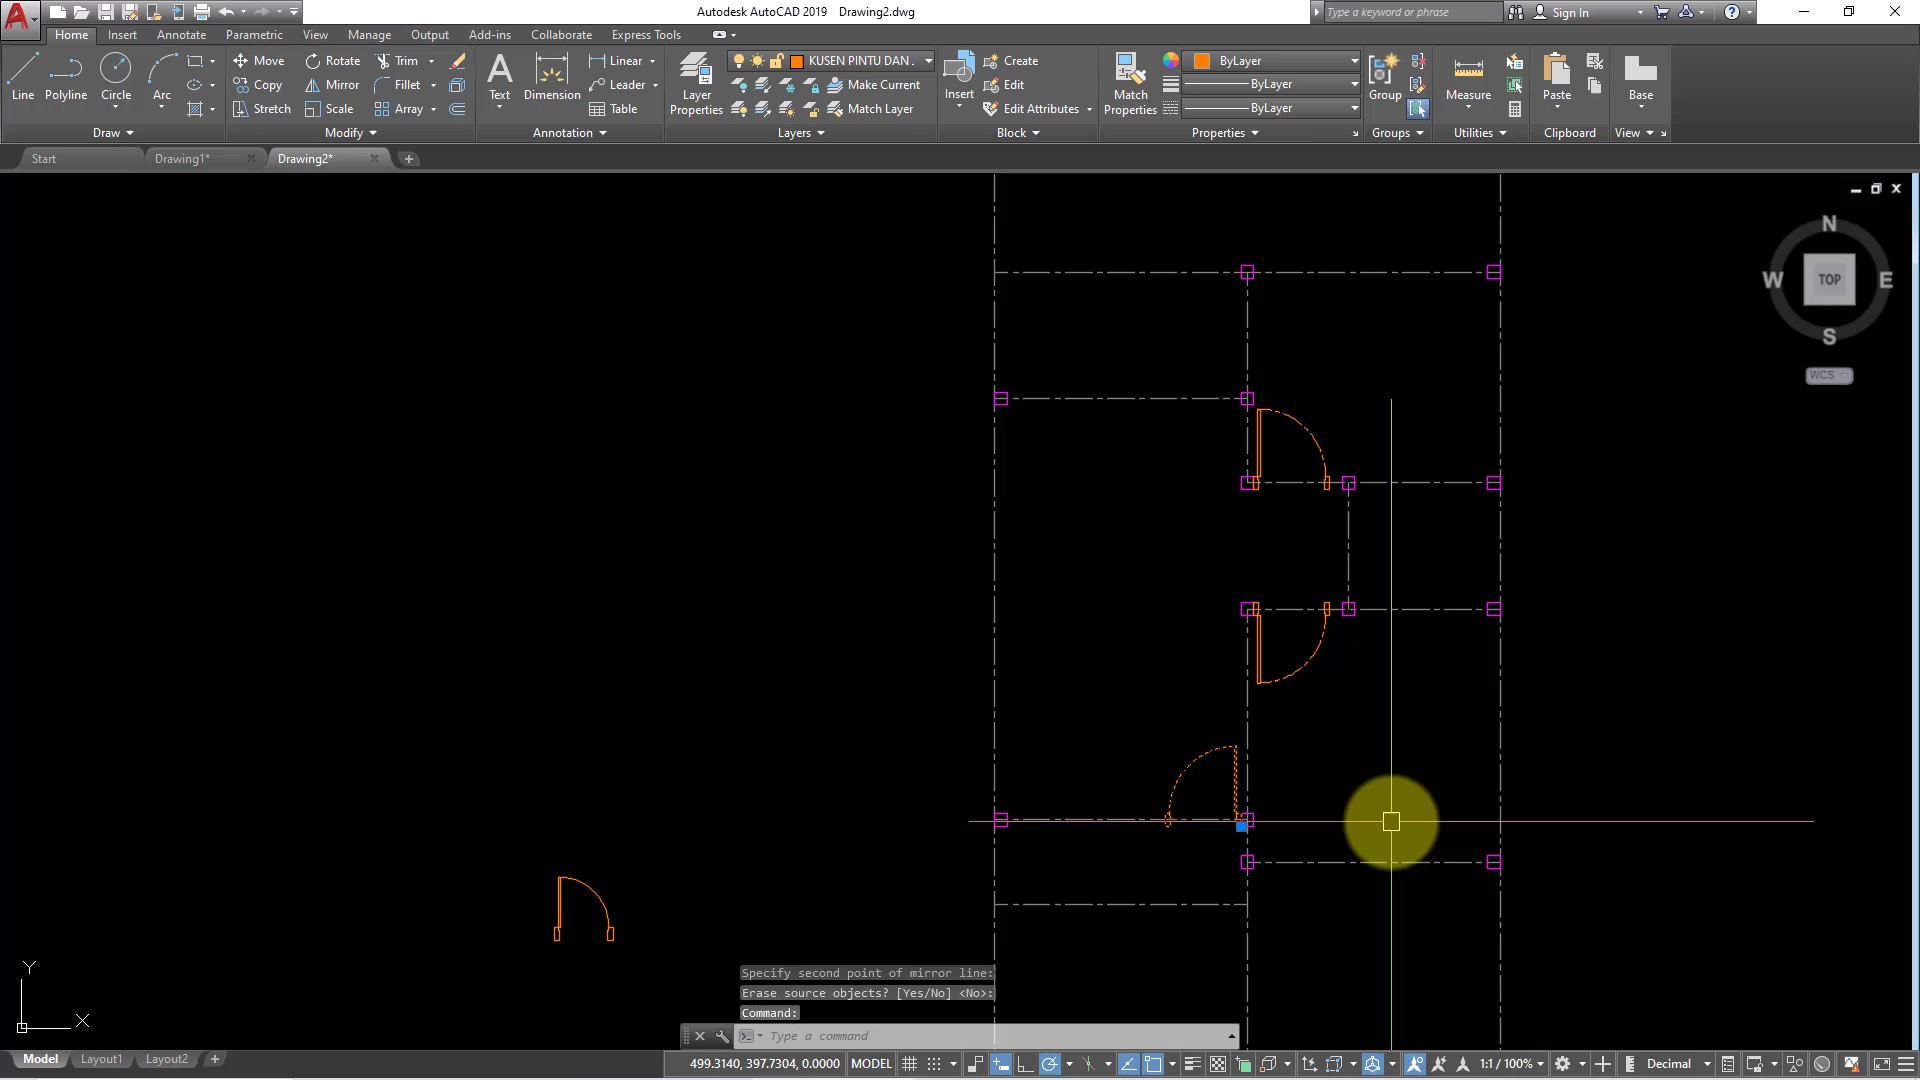 Autodesk AutoCAD 2019 Drawing2.dwg
Type a keyword or phrase
Sign In
Home Insert Annotate Parametric View Manage Output Add-ins Collaborate Express Tools
Line
Polyline
Circle
Arc
Draw
Move
Rotate
Trim
Copy
Mirror
Fillet
Stretch
Scale
Array
Modify
Text
Dimension
Linear
Leader
Table
Annotation
Layer
Properties
KUSEN PINTU DAN .
Make Current
Match Layer
Layers
Insert
Create
Edit
Edit Attributes
Block
Match
Properties
ByLayer
ByLayer
ByLayer
Properties
Group
Groups
Measure
Utilities
Paste
Clipboard
Base
View
Start
Drawing1*
Drawing2*
N
W
TOP
E
S
WCS
Y
X
Specify second point of mirror line:
Erase source objects? [Yes/No] <No>:
Command:
Type a command
Model Layout1 Layout2
499.3140, 397.7304, 0.0000 MODEL
1:1 / 100%
Decimal